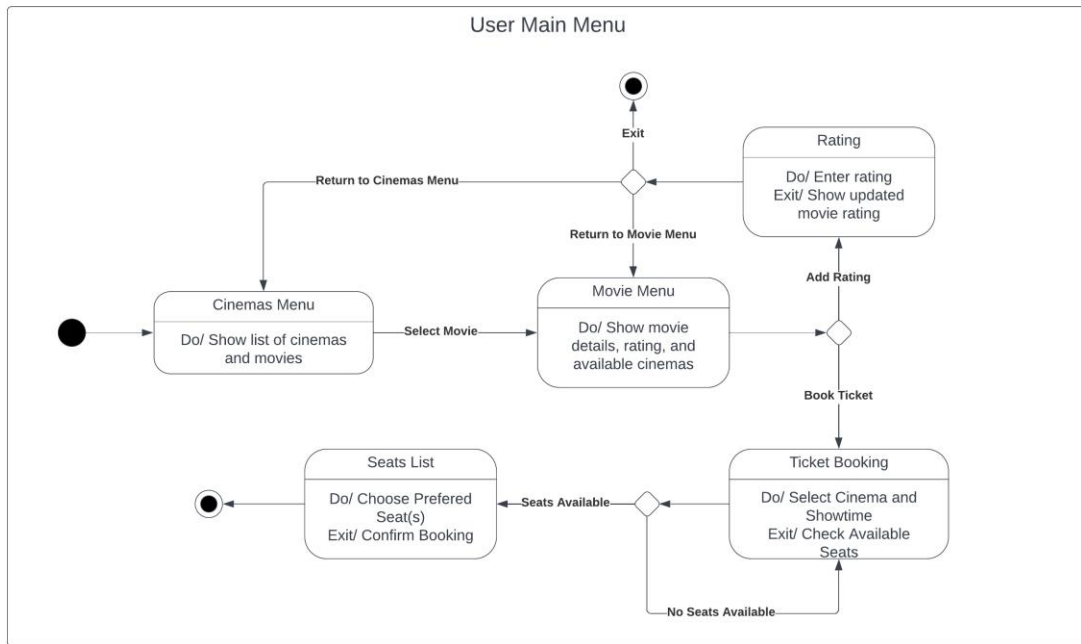 User Main Menu
Exit
Rating
Do/ Enter rating
Exit/ Show updated
movie rating
Return to Cinemas Menu
Return to Movie Menu
Add Rating
Cinemas Menu
Do/ Show list of cinemas
and movies
Select Movie
Movie Menu
Do/ Show movie
details, rating, and
available cinemas
Book Ticket
Seats List
Do/ Choose Prefered
Seat(s)
Exit/ Confirm Booking
Seats Available
Ticket Booking
Do/ Select Cinema and
Showtime
Exit/ Check Available
Seats
No Seats Available